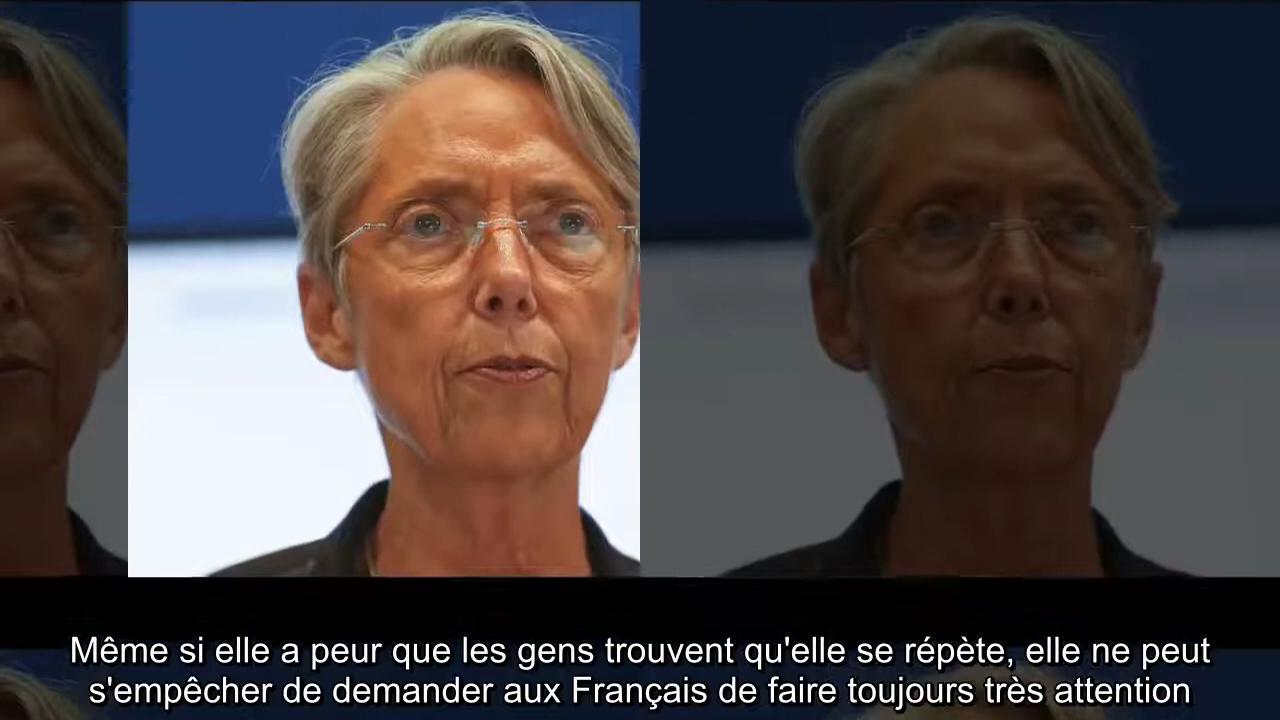 Même si elle a peur que les gens trouvent qu'elle se répète, elle ne peut
s'empêcher de demander aux Français de faire toujours très attention